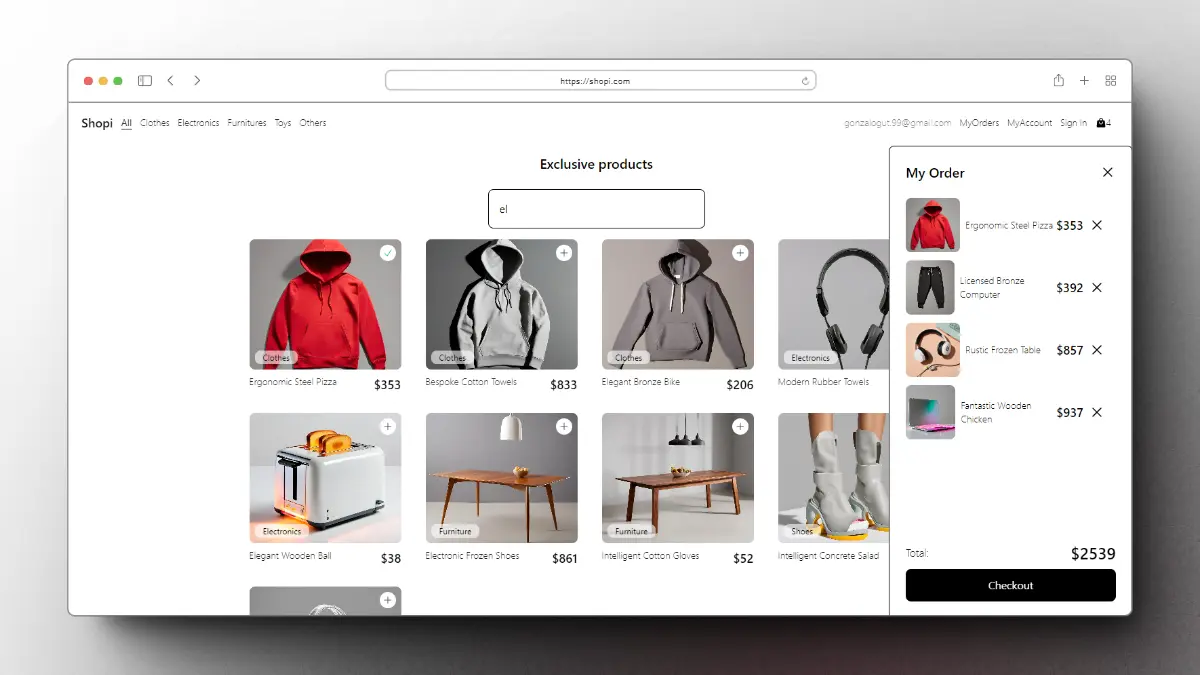 https://shopi.com
Shopi All Clothes Electronics Furnitures Toys Others
gonzalogut.99@gmail.com MyOrders MyAccount Sign In 4
Exclusive products
el
Clothes
Ergonomic Steel Pizza $353
Clothes
Bespoke Cotton Towels $833
Clothes
Elegant Bronze Bike $206
Electronics
Modern Rubber Towels
Electronics
Elegant Wooden Ball $38
Furniture
Electronic Frozen Shoes $861
Furniture
Intelligent Cotton Gloves $52
Shoes
Intelligent Concrete Salad
My Order
Ergonomic Steel Pizza $353
Licensed Bronze
Computer
$392
Rustic Frozen Table $857
Fantastic Wooden
Chicken
$937
Total: $2539
Checkout